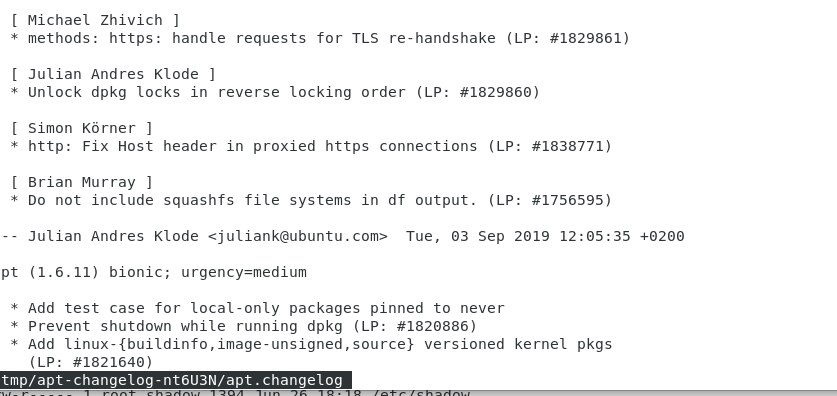 [ Michael Zhivich ]
* methods: https: handle requests for TLS re-handshake (LP: #1829861)
[ Julian Andres Klode ]
* Unlock dpkg locks in reverse locking order (LP: #1829860)
[ Simon Körner ]
* http: Fix Host header in proxied https connections (LP: #1838771)
[ Brian Murray ]
* Do not include squashfs file systems in df output. (LP: #1756595)
-- Julian Andres Klode <juliank@ubuntu.com>  Tue, 03 Sep 2019 12:05:35 +0200
pt (1.6.11) bionic; urgency=medium
* Add test case for local-only packages pinned to never
* Prevent shutdown while running dpkg (LP: #1820886)
* Add linux-{buildinfo,image-unsigned,source} versioned kernel pkgs
(LP: #1821640)
tmp/apt-changelog-nt6U3N/apt.changelog
rw-r----- 1 root shadow 1394 Jun 26 18:18 /etc/shadow